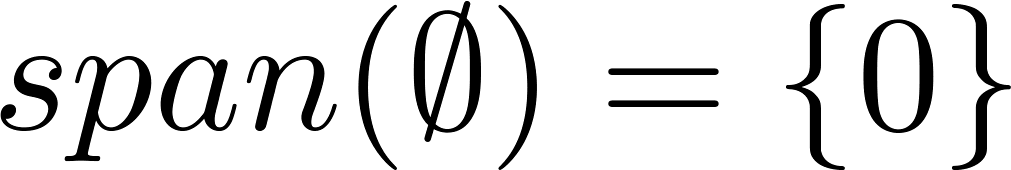 span(∅) = {0}